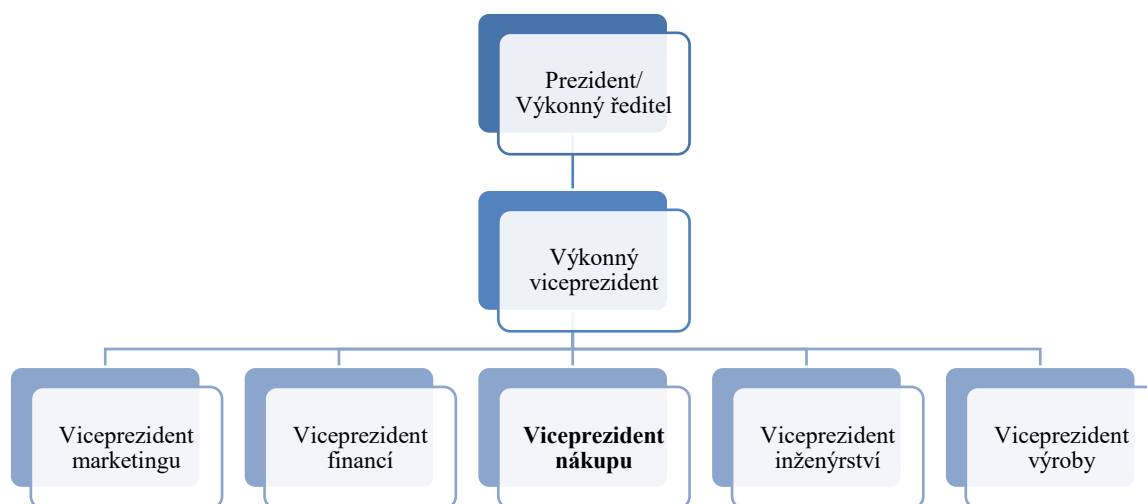 Prezident/
Výkonný ředitel
Výkonný
viceprezident
Viceprezident
marketingu
Viceprezident
financí
Viceprezident
nákupu
Viceprezident
inženýrství
Viceprezident
výroby